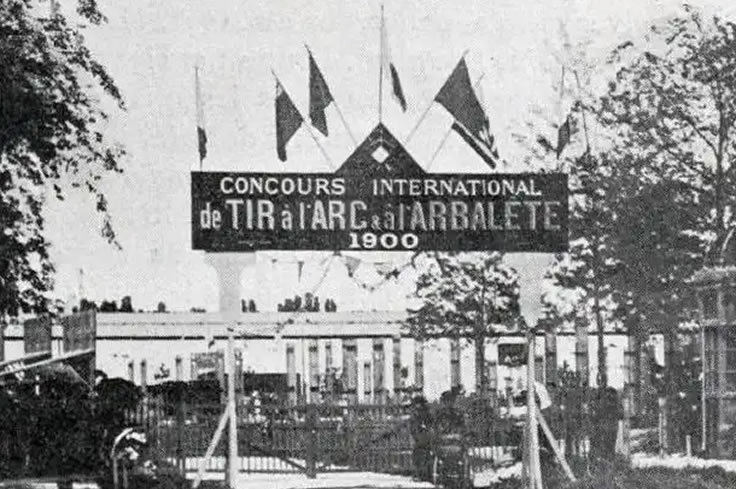 CONCOURS INTERNATIONAL
de TIR à l'ARC & à l'ARBALETE
1900